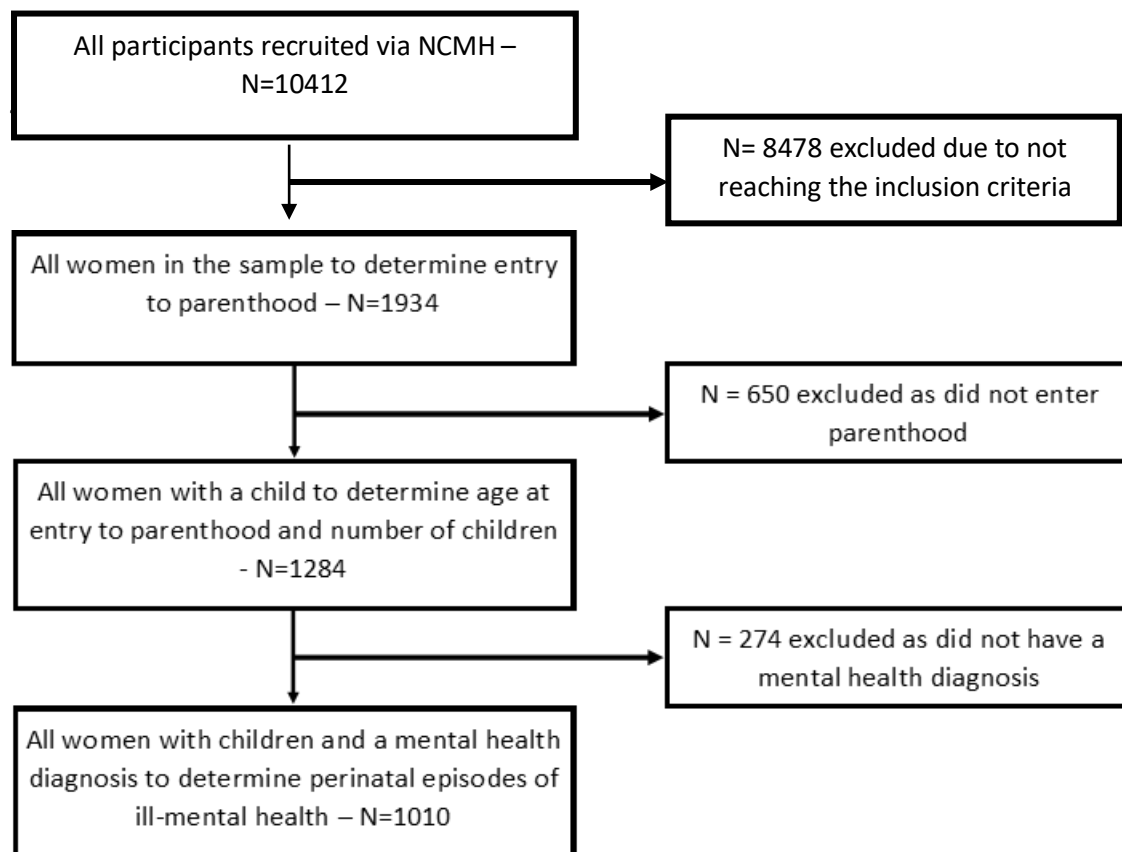 All participants recruited via NCMH –
N=10412
N= 8478 excluded due to not
reaching the inclusion criteria
All women in the sample to determine entry
to parenthood – N=1934
N = 650 excluded as did not enter
parenthood
All women with a child to determine age at
entry to parenthood and number of children
- N=1284
N = 274 excluded as did not have a
mental health diagnosis
All women with children and a mental health
diagnosis to determine perinatal episodes of
ill-mental health – N=1010